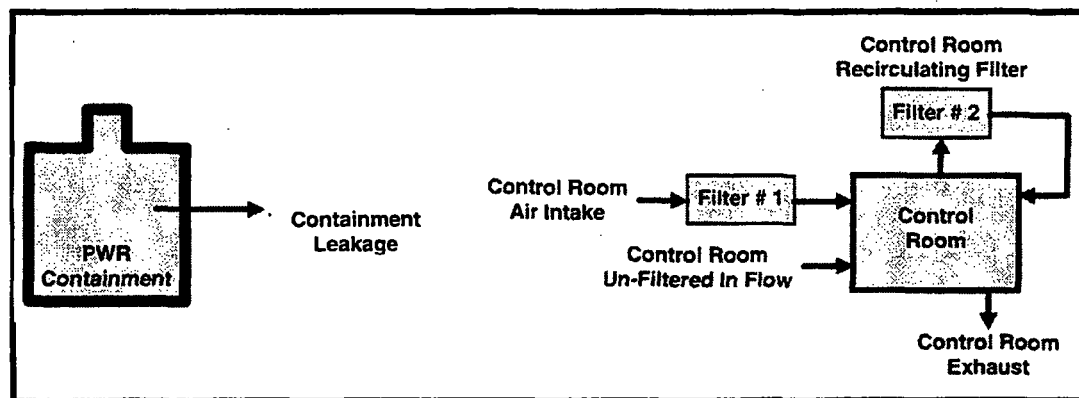 PWR
Containment
Containment
Leakage
Control Room
Air Intake
Filter # 1
Control Room
Un-Filtered In Flow
Control Room
Recirculating Filter
Filter # 2
Control
Room
Control Room
Exhaust